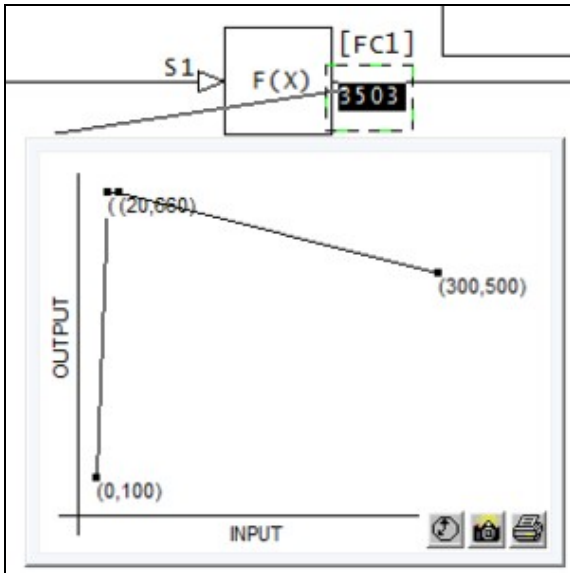 [FC1]
S1
F(X)
3503
( (20,660)
(300,500)
OUTPUT
(0,100)
INPUT